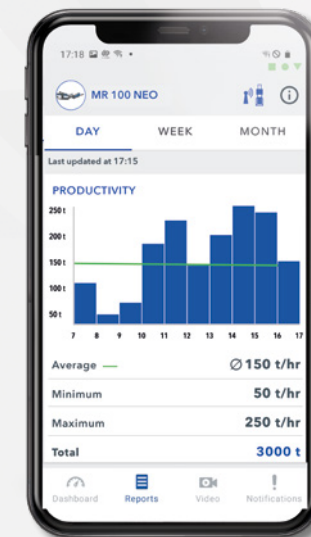 17:18
MR 100 NEO
DAY WEEK MONTH
Last updated at 17:15
PRODUCTIVITY
250 t
200 t
150 t
100 t
50 t
7 8 9 10 11 12 13 14 15 16 17
Average Ø 150 t/hr
Minimum 50 t/hr
Maximum 250 t/hr
Total 3000 t
Dashboard Reports Video Notifications